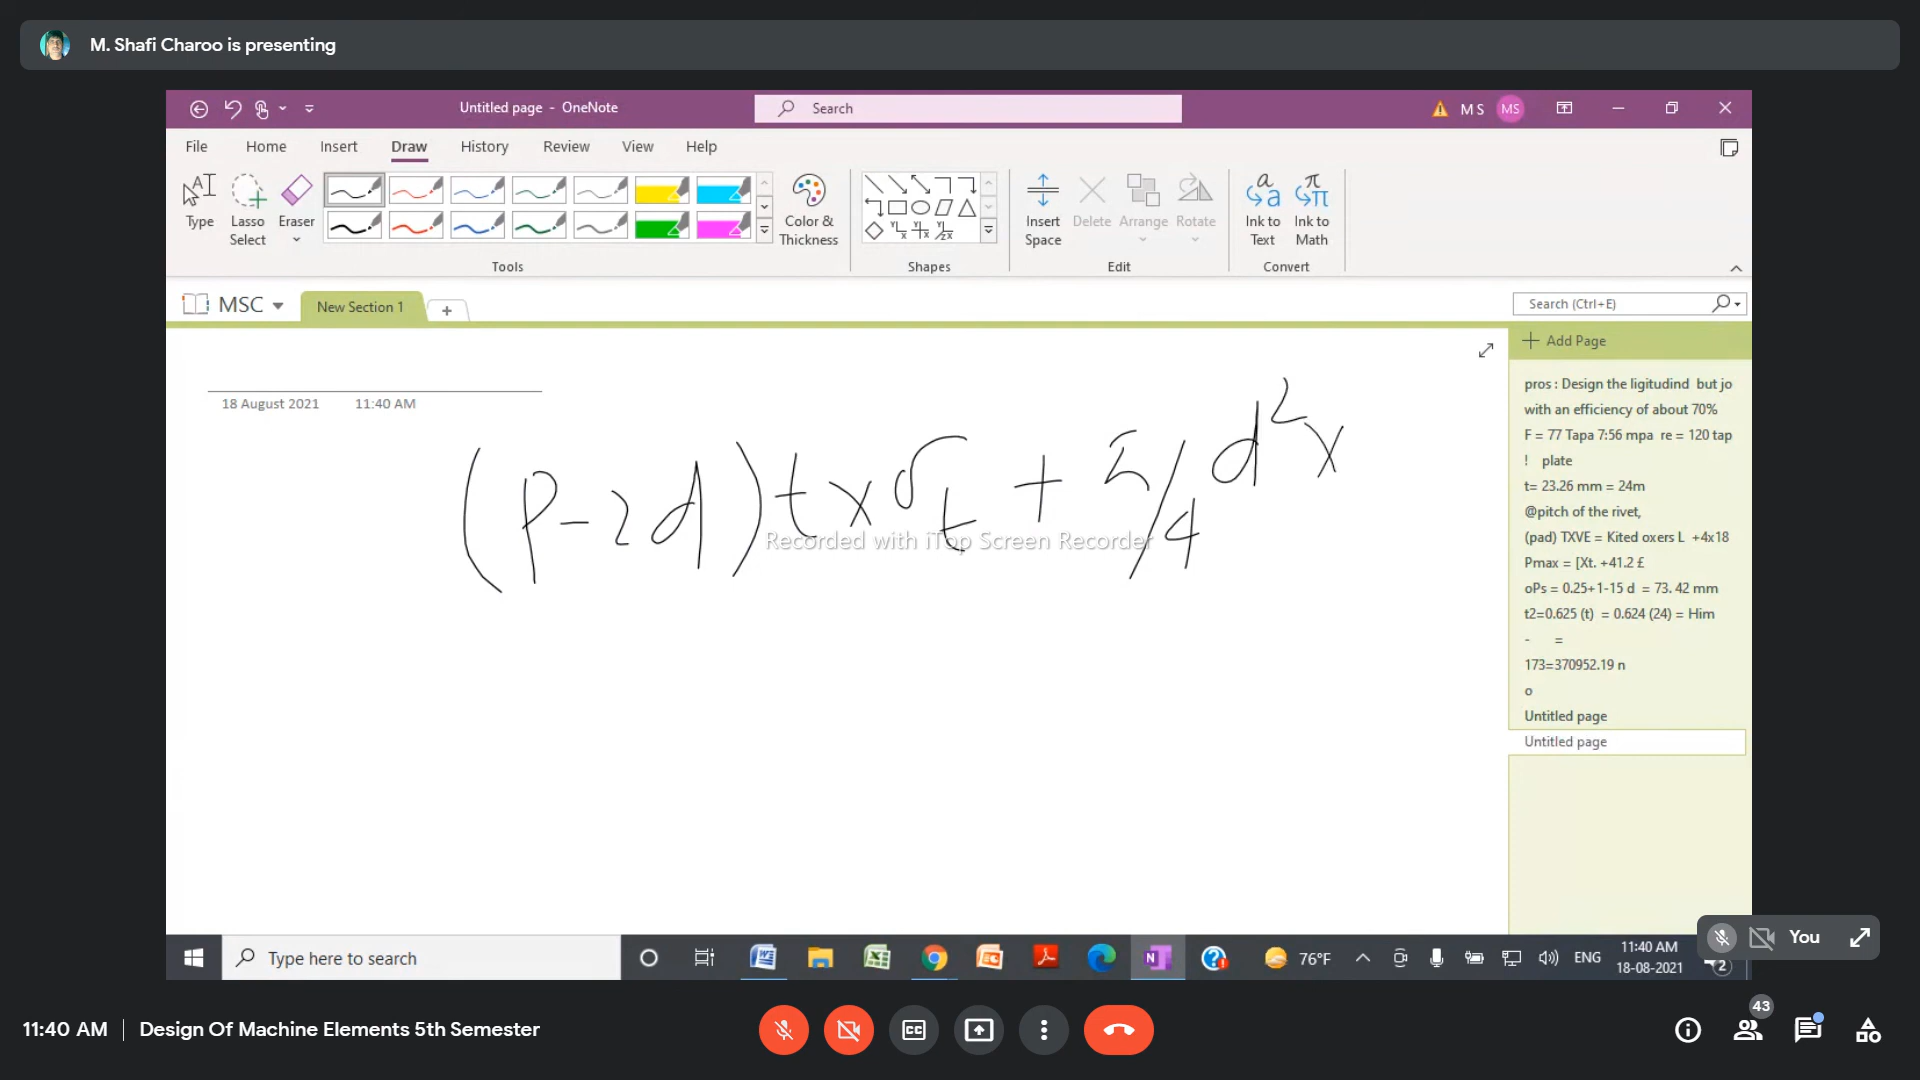 M. Shafi Charoo is presenting
Untitled page - OneNote
Search
M S
MS
File Home Insert Draw History Review View Help
Type
Lasso Select
Eraser
Color & Thickness
Insert Space
Delete
Arrange
Rotate
Ink to Text
Ink to Math
Tools
Shapes
Edit
Convert
MSC
New Section 1
Search (Ctrl+E)
Add Page
18 August 2021 11:40 AM
(P-2d)t×σt + π/4 d²x
Recorded with iTop Screen Recorder
pros : Design the ligitudind but jo
with an efficiency of about 70%
F = 77 Tapa 7:56 mpa re = 120 tap
! plate
t= 23.26 mm = 24m
@pitch of the rivet,
(pad) TXVE = Kited oxers L +4x18
Pmax = [Xt. +41.2 £
oPs = 0.25+1-15 d = 73. 42 mm
t2=0.625 (t) = 0.624 (24) = Him
- =
173=370952.19 n
o
Untitled page
Untitled page
You
Type here to search
76°F
ENG
11:40 AM
18-08-2021
2
11:40 AM | Design Of Machine Elements 5th Semester
CC
43